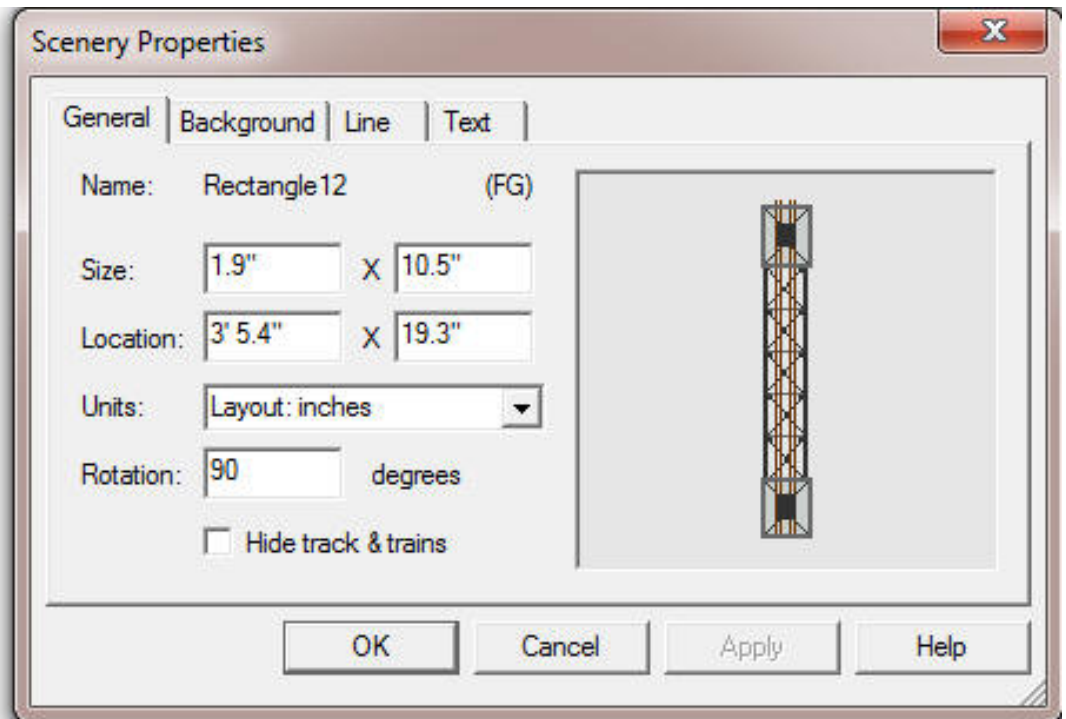 Scenery Properties
X
General Background Line Text
Name: Rectangle12 (FG)
Size: 1.9" X 10.5"
Location: 3' 5.4" X 19.3"
Units: Layout: inches
Rotation: 90 degrees
Hide track & trains
OK Cancel Apply Help